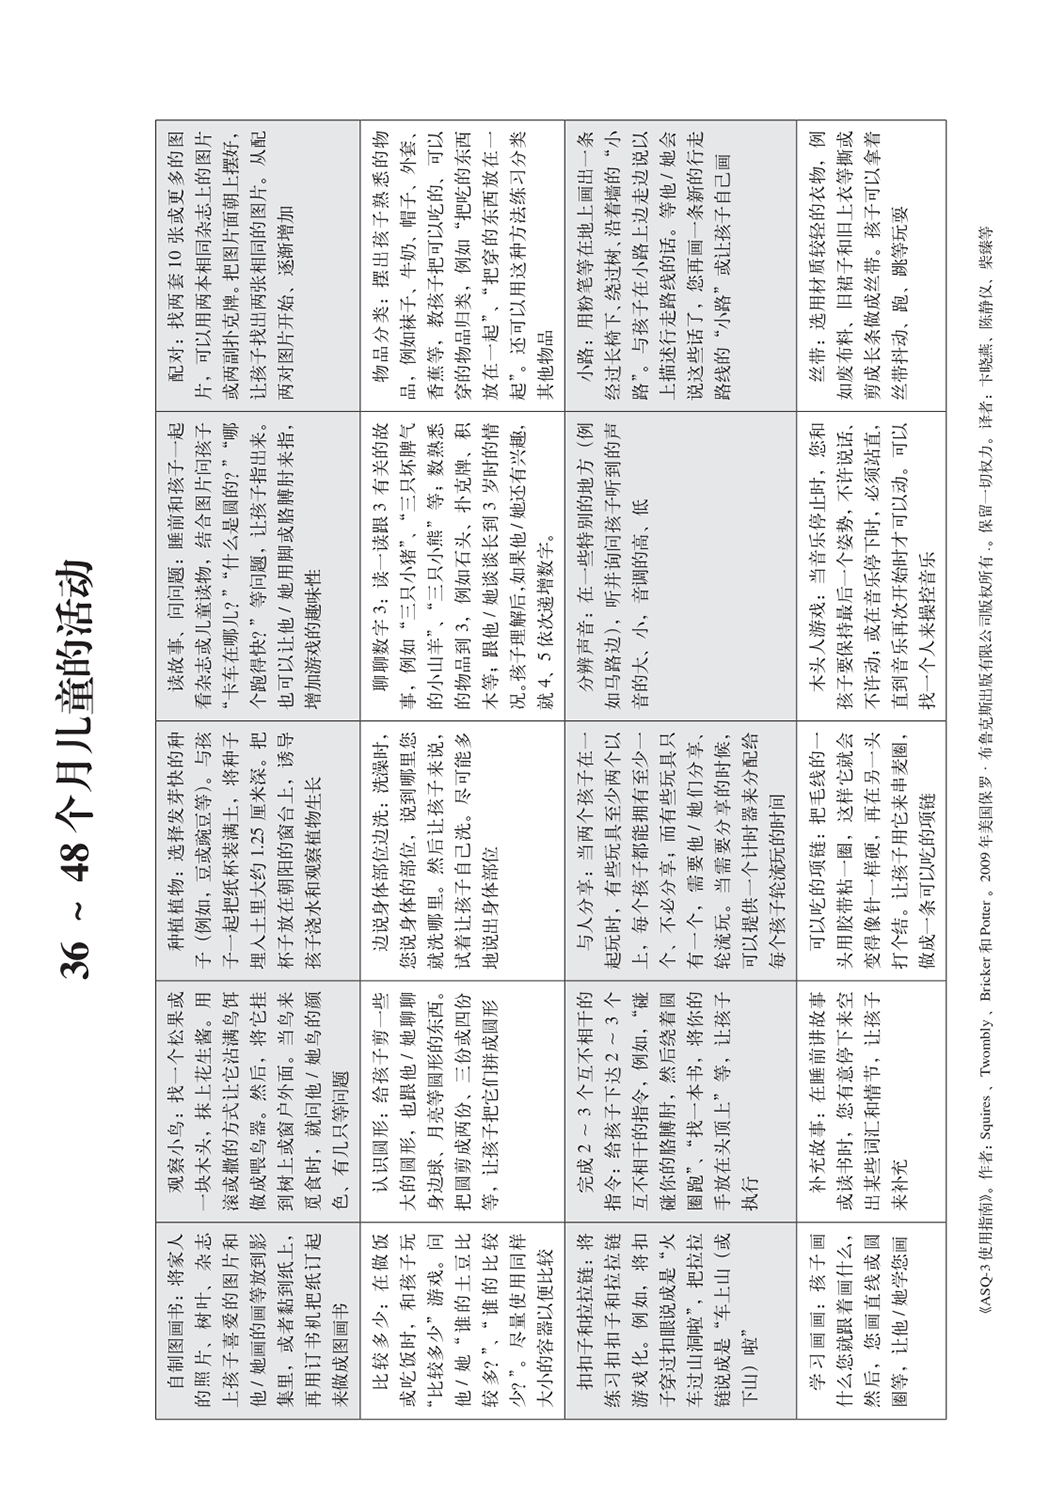 36 ~ 48 个月儿童的活动
自制图画书：将家人
的照片、树叶、杂志
上孩子喜爱的图片和
他 / 她画的画等放到影
集里，或者黏到纸上，
再用订书机把纸订起
来做成图画书
观察小鸟：找一个松果或
一块木头，抹上花生酱。用
滚或撒的方式让它沾满鸟饵
做成喂鸟器。然后，将它挂
到树上或窗户外面。当鸟来
觅食时，就问他 / 她鸟的颜
色、有几只等问题
种植植物：选择发芽快的种
子（例如，豆或豌豆等）。与孩
子一起把纸杯装满土，将种子
埋入土里大约 1.25 厘米深。把
杯子放在朝阳的窗台上，诱导
孩子浇水和观察植物生长
读故事、问问题：睡前和孩子一起
看杂志或儿童读物，结合图片问孩子
“卡车在哪儿？”“什么是圆的？”“哪
个跑得快？”等问题，让孩子指出来。
也可以让他 / 她用脚或胳膊肘来指，
增加游戏的趣味性
配对：找两套 10 张或更多的图
片，可以用两本相同杂志上的图片
或两副扑克牌。把图片面朝上摆好，
让孩子找出两张相同的图片。从配
两对图片开始、逐渐增加
比较多少：在做饭
或吃饭时，和孩子玩
“比较多少”游戏。问
他 / 她“谁的土豆比
较多？”、“谁的比较
少？”。尽量使用同样
大小的容器以便比较
认识圆形：给孩子剪一些
大的圆形，也跟他 / 她聊聊
身边球、月亮等圆形的东西。
把圆剪成两份、三份或四份
等，让孩子把它们拼成圆形
边说身体部位边洗：洗澡时，
您说身体的部位，说到哪里您
就洗哪里。然后让孩子来说，
试着让孩子自己洗。尽可能多
地说出身体部位
聊聊数字 3：读一读跟 3 有关的故
事，例如“三只小猪”、“三只坏脾气
的小山羊”、“三只小熊”等；数熟悉
的物品到 3，例如石头、扑克牌、积
木等；跟他 / 她谈谈长到 3 岁时的情
况。孩子理解后，如果他 / 她还有兴趣，
就 4、5 依次递增数字。
物品分类：摆出孩子熟悉的物
品，例如袜子、牛奶、帽子、外套、
香蕉等，教孩子把可以吃的、可以
穿的物品归类，例如“把吃的东西
放在一起”、“把穿的东西放在一
起”。还可以用这种方法练习分类
其他物品
扣扣子和拉拉链：将
练习扣扣子和拉拉链
游戏化。例如，将扣
子穿过扣眼说成是“火
车过山洞啦”，把拉拉
链说成是“车上山（或
下山）啦”
完成 2 ~ 3 个互不相干的
指令：给孩子下达 2 ~ 3 个
互不相干的指令，例如，“碰
碰你的胳膊肘，然后绕着圆
圈跑”、“找一本书，将你的
手放在头顶上”等，让孩子
执行
与人分享：当两个孩子在一
起玩时，有些玩具至少两个以
上，每个孩子都能拥有至少一
个、不必分享；而有些玩具只
有一个，需要他 / 她们分享、
轮流玩。当需要分享的时候，
可以提供一个计时器来分配给
每个孩子轮流玩的时间
分辨声音：在一些特别的地方（例
如马路边），听并询问孩子听到的声
音的大、小，音调的高、低
小路：用粉笔等在地上画出一条
经过长椅下、绕过树、沿着墙的“小
路”。与孩子在小路上边走边说以
上描述行走路线的话。等他 / 她会
说这些话了，您再画一条新的行走
路线的“小路”或让孩子自己画
学习画画：孩子画
什么您就跟着画什么，
然后，您画直线或圆
圈等，让他 / 她学您画
补充故事：在睡前讲故事
或读书时，您有意停下来空
出某些词汇和情节，让孩子
来补充
可以吃的项链：把毛线的一
头用胶带粘一圈，这样它就会
变得像针一样硬，再在另一头
打个结。让孩子用它来串麦圈，
做成一条可以吃的项链
木头人游戏：当音乐停止时，您和
孩子要保持最后一个姿势，不许说话、
不许动；或在音乐停下时，必须站直，
直到音乐再次开始时才可以动。可以
找一个人来操控音乐
丝带：选用材质较轻的衣物，例
如废布料、旧裙子和旧上衣等撕或
剪成长条做成丝带。孩子可以拿着
丝带抖动、跑、跳等玩耍
《ASQ-3 使用指南》。作者：Squires 、Twombly 、Bricker 和 Potter 。2009 年美国保罗 · 布鲁克斯出版有限公司版权所有 ·。保留一切权力。译者：卞晓燕、陈静仪、柴臻等